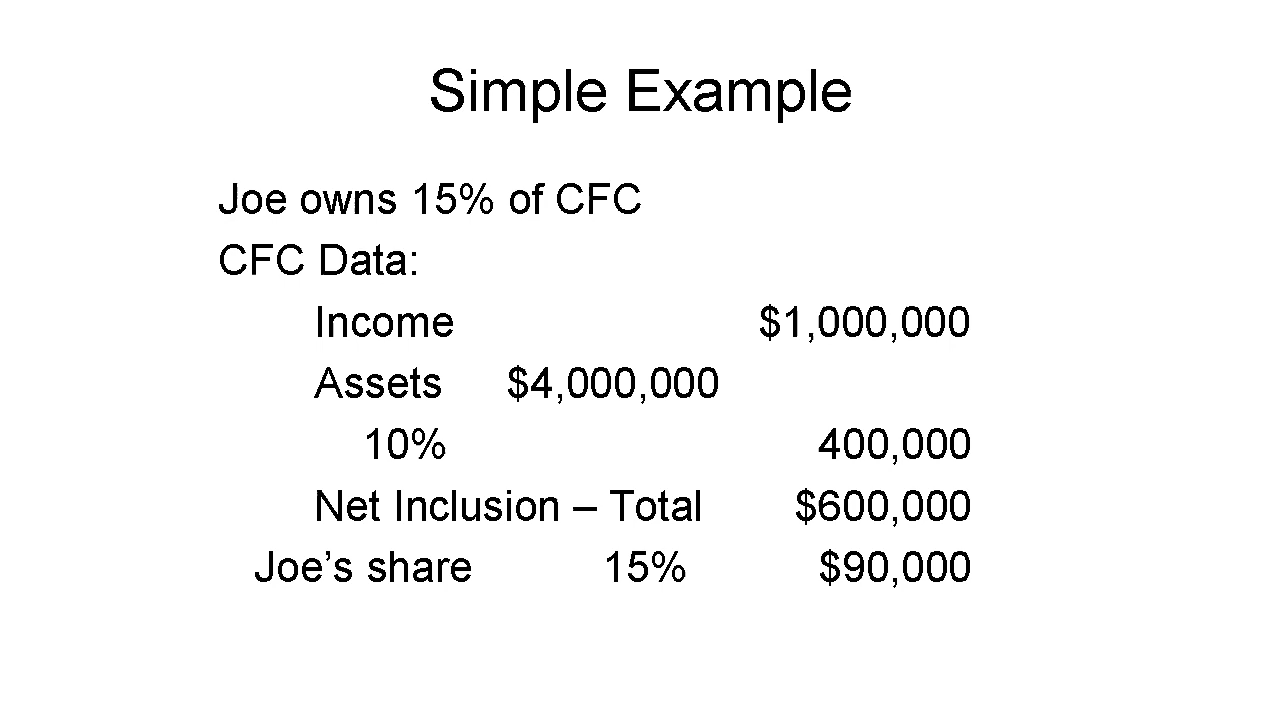 Simple Example
Joe owns 15% of CFC
CFC Data:
Income $1,000,000
Assets $4,000,000
10% 400,000
Net Inclusion – Total $600,000
Joe’s share 15% $90,000